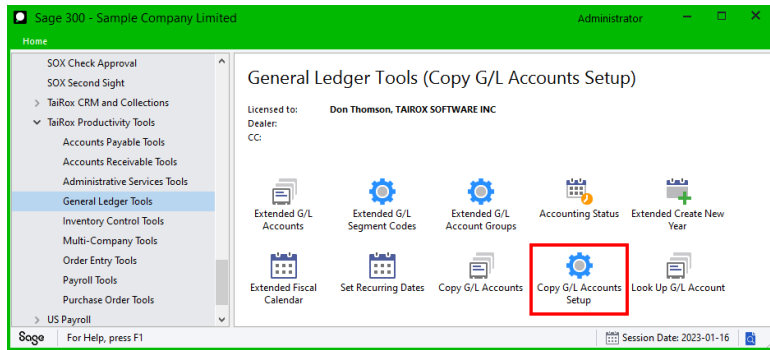 Sage 300 - Sample Company Limited
Administrator
Home
SOX Check Approval
SOX Second Sight
TaiRox CRM and Collections
TaiRox Productivity Tools
Accounts Payable Tools
Accounts Receivable Tools
Administrative Services Tools
General Ledger Tools
Inventory Control Tools
Multi-Company Tools
Order Entry Tools
Payroll Tools
Purchase Order Tools
US Payroll
General Ledger Tools (Copy G/L Accounts Setup)
Licensed to: Don Thomson, TAIROX SOFTWARE INC
Dealer:
CC:
Extended G/L
Accounts
Extended G/L
Segment Codes
Extended G/L
Account Groups
Accounting Status
Extended Create New
Year
Extended Fiscal
Calendar
Set Recurring Dates
Copy G/L Accounts
Copy G/L Accounts
Setup
Look Up G/L Account
Sage
For Help, press F1
Session Date: 2023-01-16